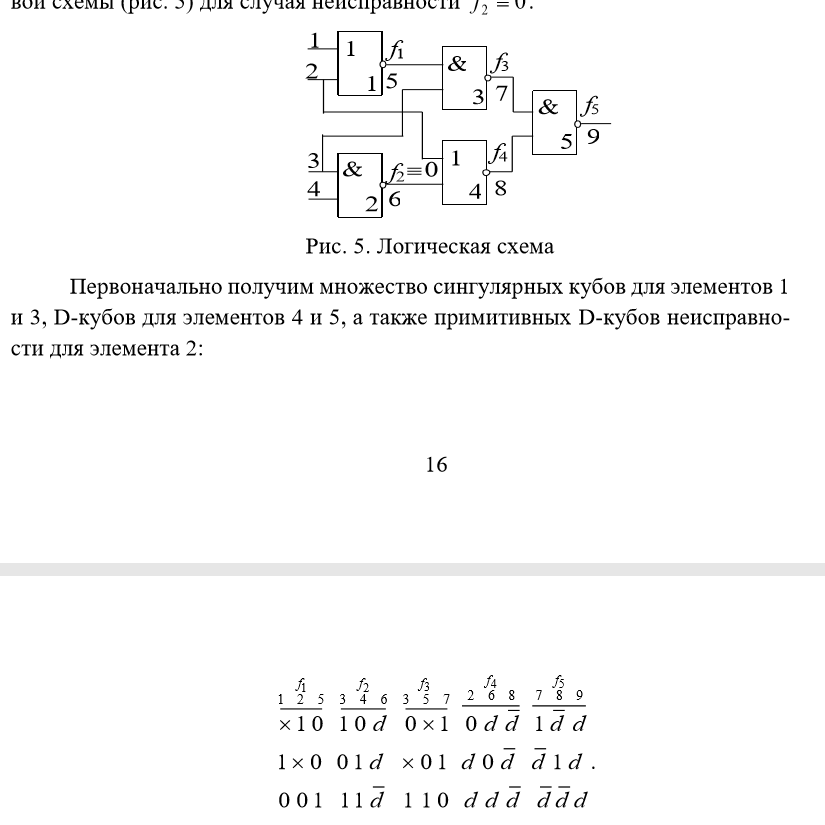 вой схемы (рис. 5) для случая неисправности f₂ ≡ 0.
1 1 f₁
2 1 5
& f₃
3 7
& f₅
5 9
3 & f₂≡0
4 2 6
1 f₄
4 8
Рис. 5. Логическая схема
Первоначально получим множество сингулярных кубов для элементов 1
и 3, D-кубов для элементов 4 и 5, а также примитивных D-кубов неисправно-
сти для элемента 2:
16
f₁ f₂ f₃ f₄ f₅
1 2 5 3 4 6 3 5 7 2 6 8 7 8 9
× 1 0 1 0 d 0 × 1 0 d d̅ 1 d̅ d
1 × 0 0 1 d × 0 1 d 0 d̅ d̅ 1 d .
0 0 1 1 1 d̅ 1 1 0 d d d̅ d̅ d̅ d